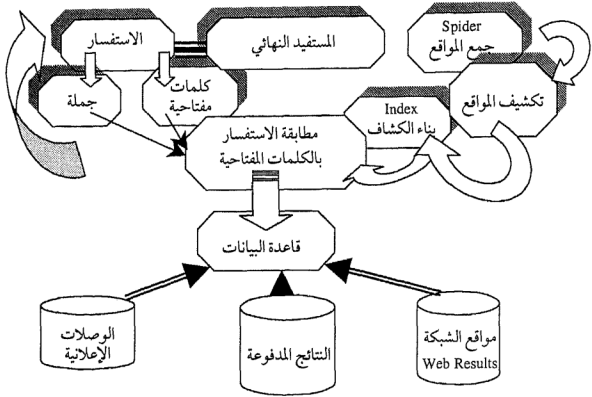 Spider
جمع المواقع
المستفيد النهائي
الاستفسار
تكشيف المواقع
Index
بناء الكشاف
كلمات
مفتاحية
جملة
مطابقة الاستفسار
بالكلمات المفتاحية
قاعدة البيانات
مواقع الشبكة
Web Results
النتائج المدفوعة
الوصلات
الإعلانية